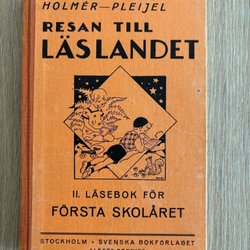 HOLMÉR—PLEIJEL
RESAN TILL
LÄSLANDET
II. LÄSEBOK FÖR
FÖRSTA SKOLÅRET
STOCKHOLM • SVENSKA BOKFÖRLAGET